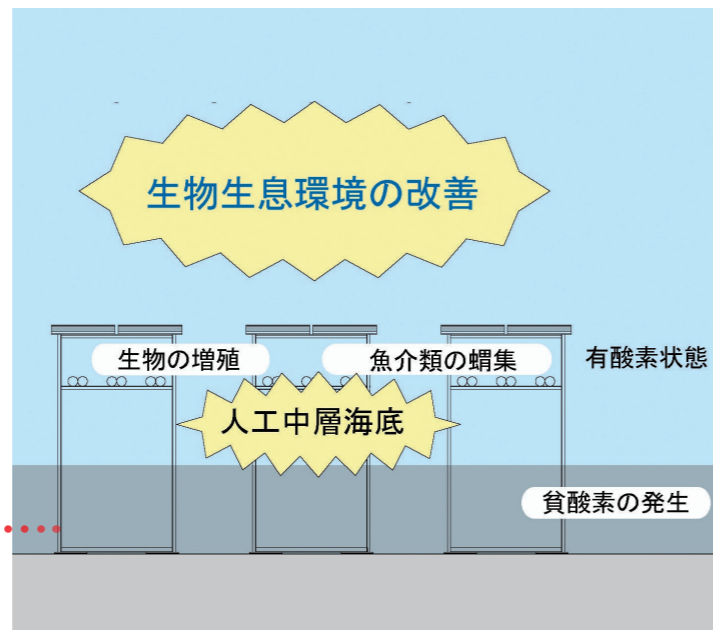 生物生息環境の改善
生物の増殖
魚介類の蝟集
有酸素状態
人工中層海底
貧酸素の発生